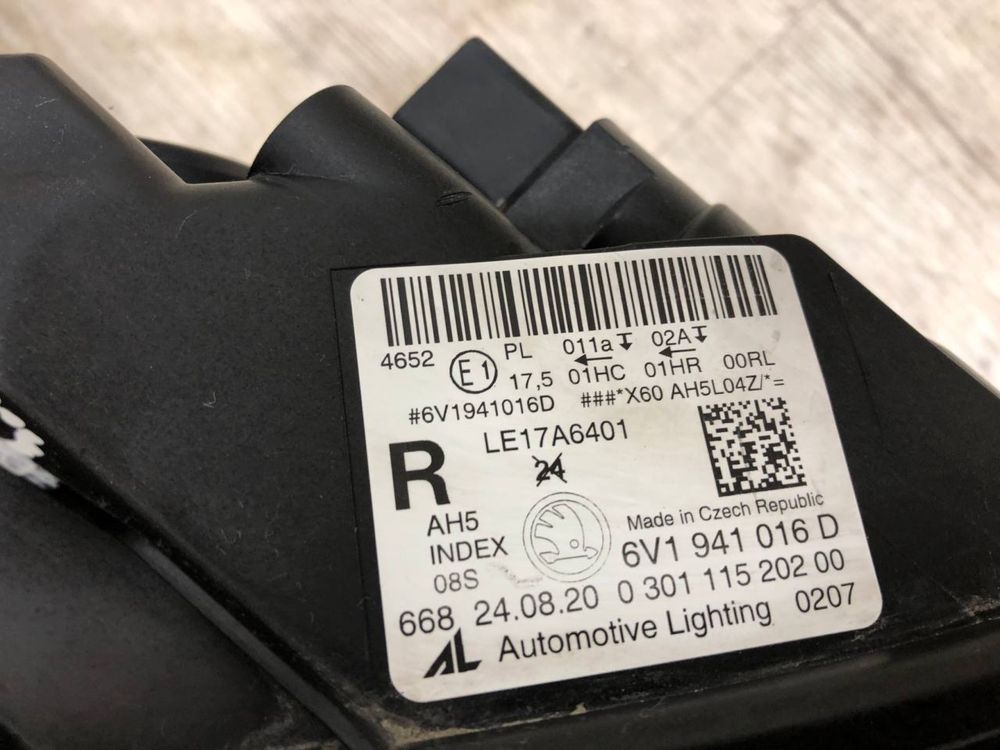 4652 E1 PL 011a 02A
17,5 01HC 01HR 00RL
#6V1941016D ###*X60 AH5L04Z/*=
R LE17A6401
24
AH5
INDEX
08S
Made in Czech Republic
6V1 941 016 D
668 24.08.20 0 301 115 202 00
AL Automotive Lighting 0207